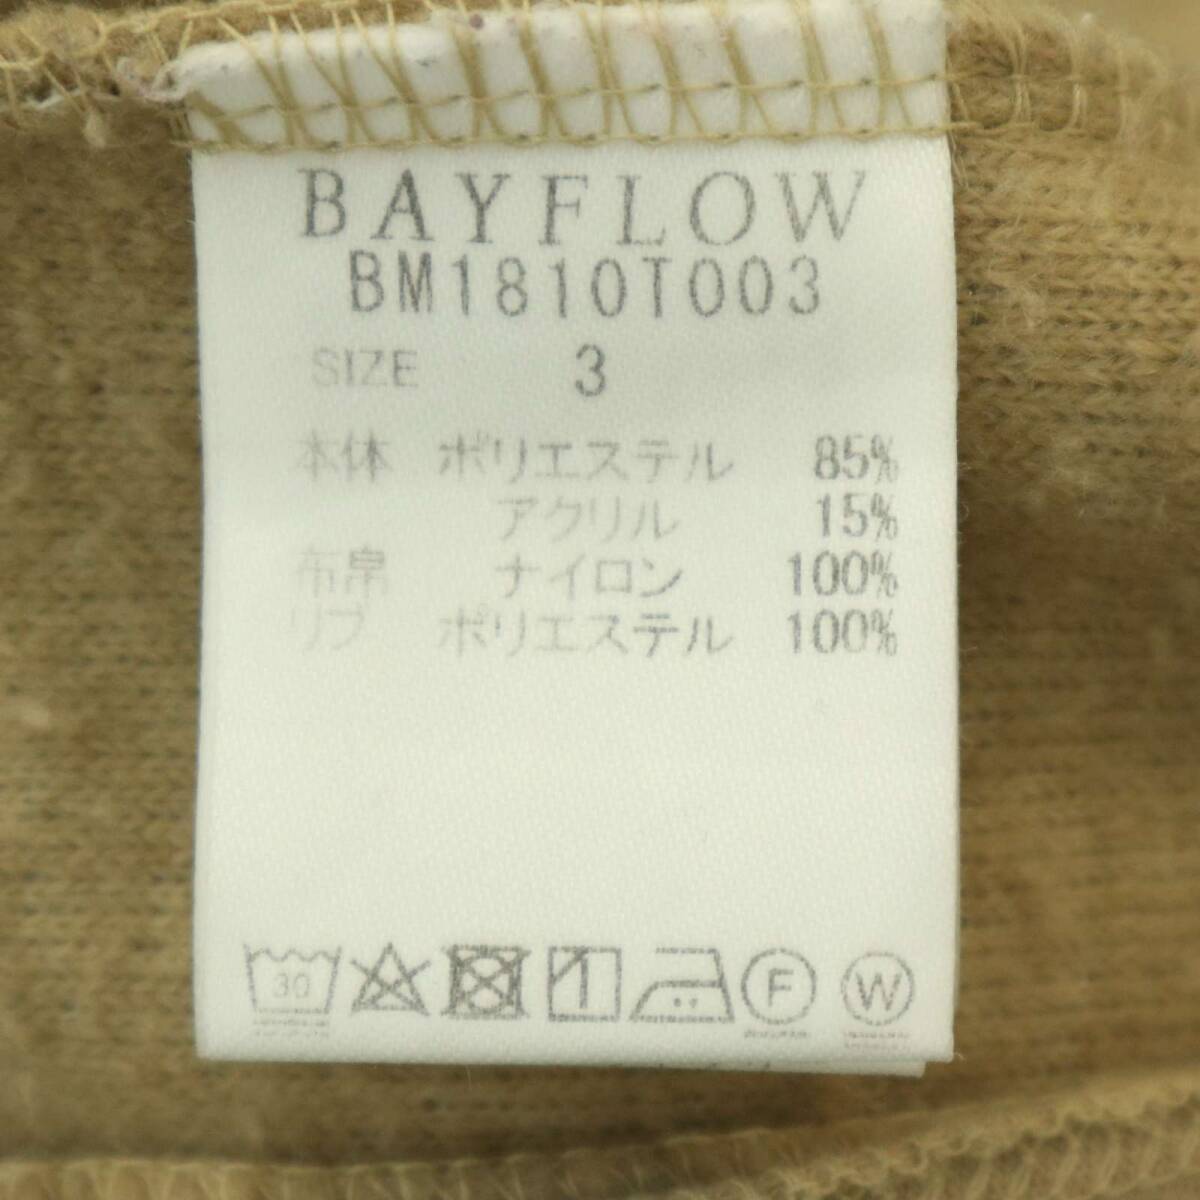 BAYFLOW
BM1810T003
SIZE 3
本体 ポリエステル 85%
アクリル 15%
布帛 ナイロン 100%
リブ ポリエステル 100%
30 F W